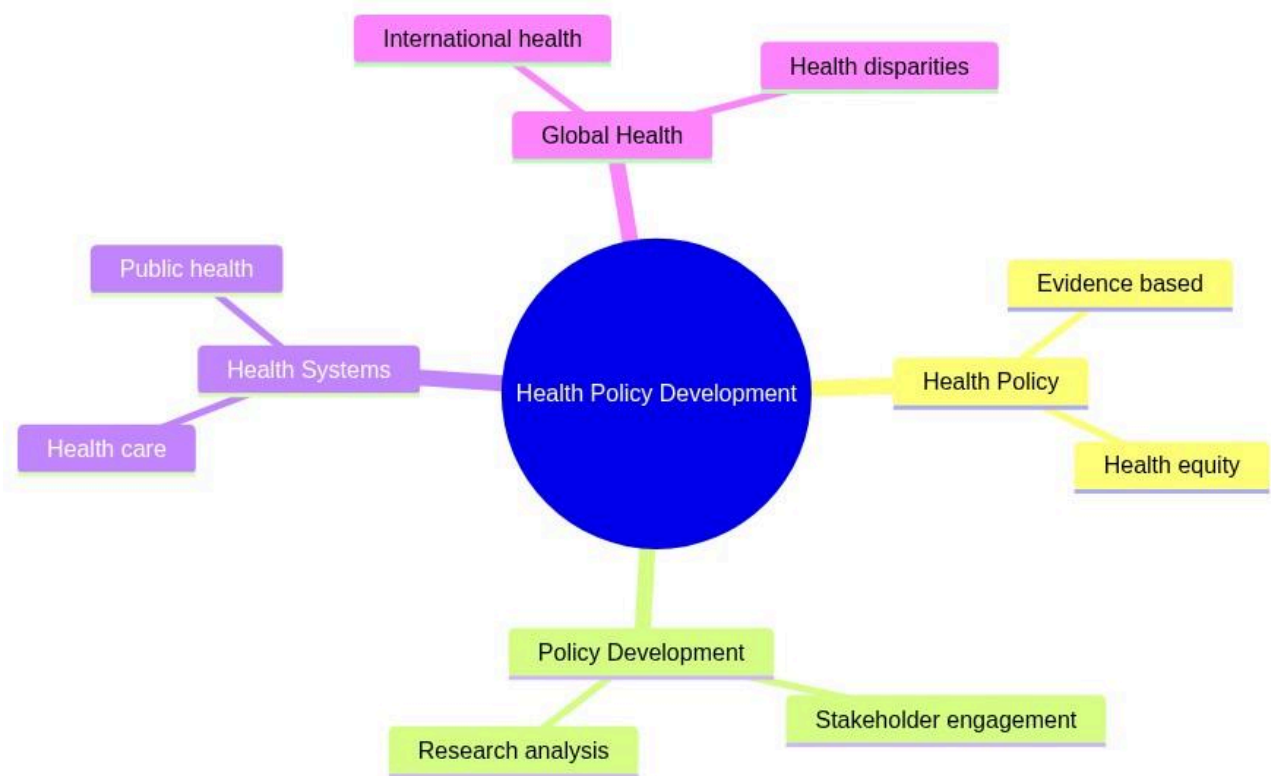 International health
Health disparities
Global Health
Public health
Evidence based
Health Systems
Health Policy
Health Policy Development
Health care
Health equity
Policy Development
Stakeholder engagement
Research analysis